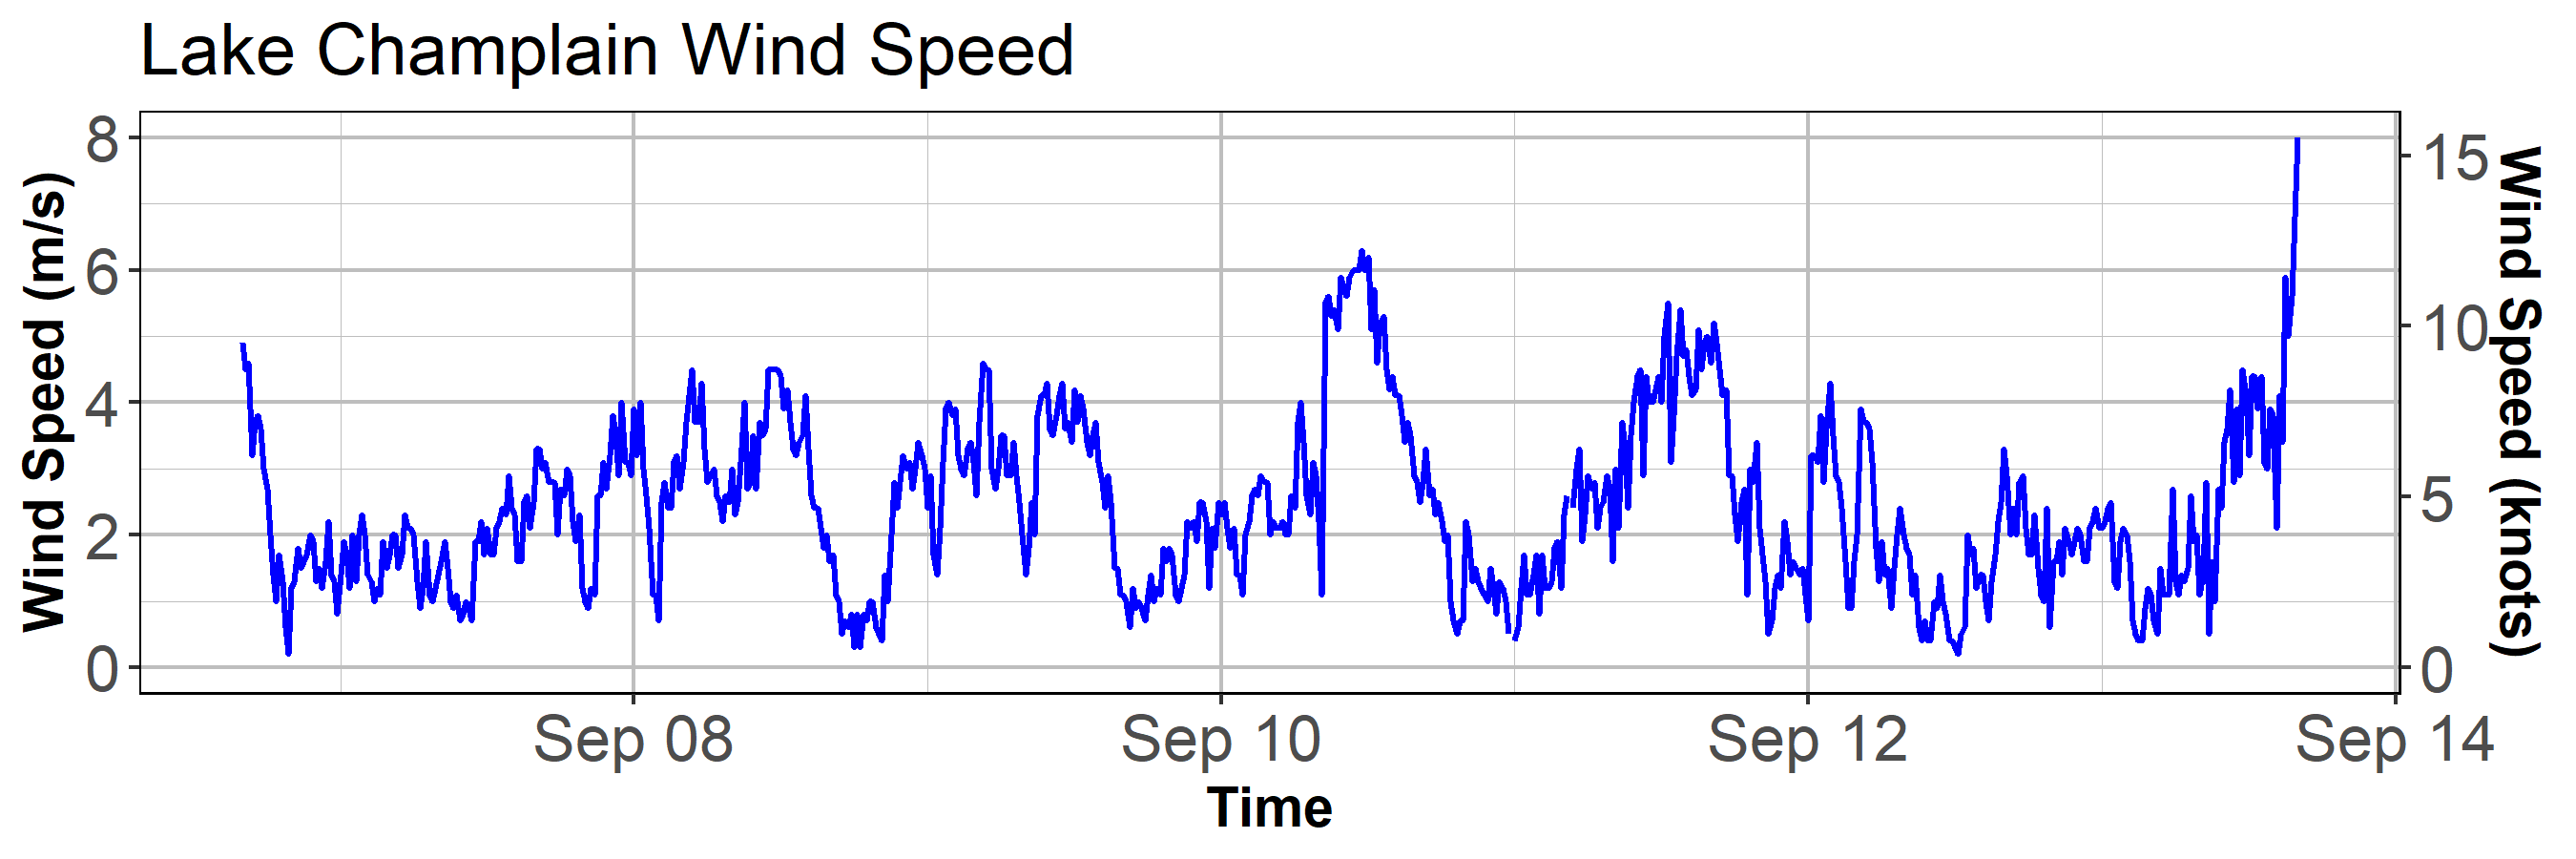 Lake Champlain Wind Speed
Wind Speed (m/s)
8
6
4
2
0
15
10
5
0
Wind Speed (knots)
Sep 08
Sep 10
Sep 12
Sep 14
Time